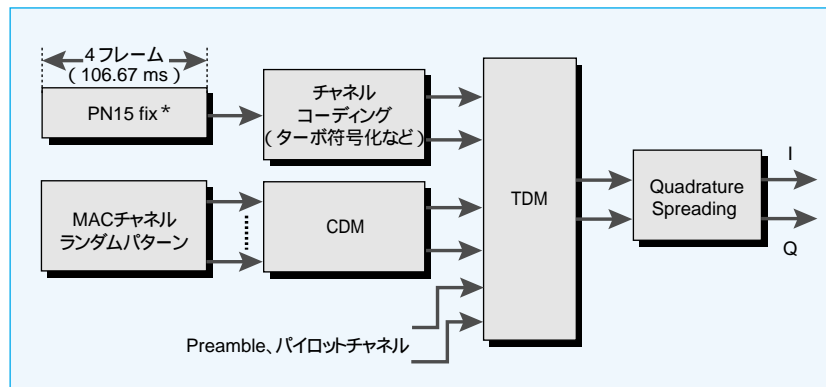 4フレーム
(106.67 ms)
PN15 fix*
チャネル
コーディング
(ターボ符号化など)
MACチャネル
ランダムパターン
CDM
TDM
Quadrature
Spreading
I
Q
Preamble、パイロットチャネル